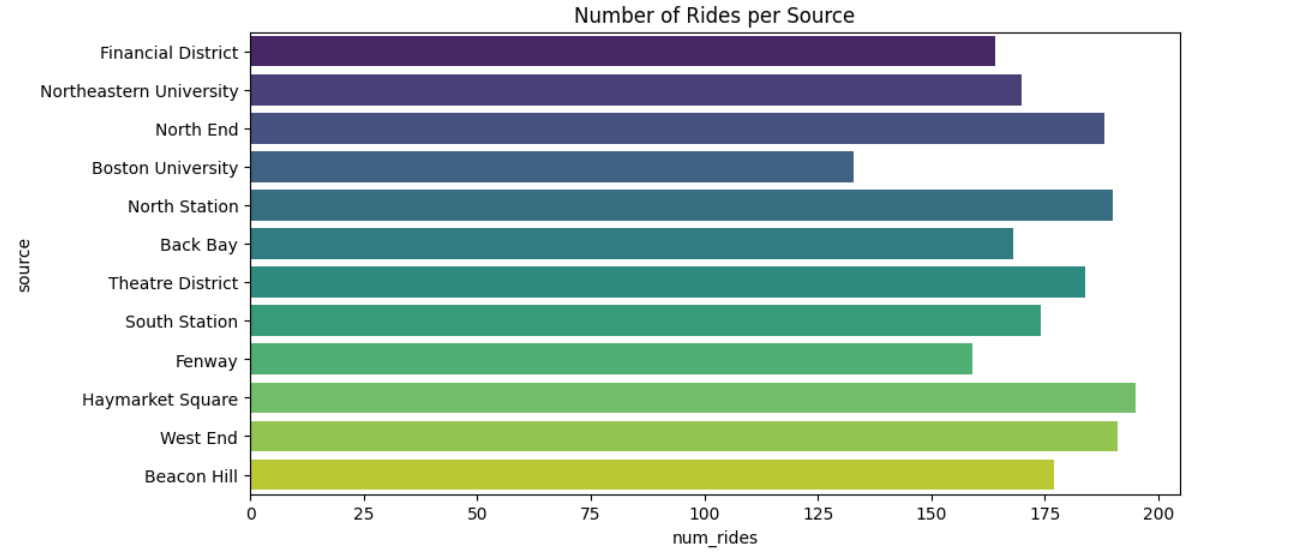 Number of Rides per Source
Financial District
Northeastern University
North End
Boston University
North Station
Back Bay
Theatre District
South Station
Fenway
Haymarket Square
West End
Beacon Hill
source
0 25 50 75 100 125 150 175 200
num_rides